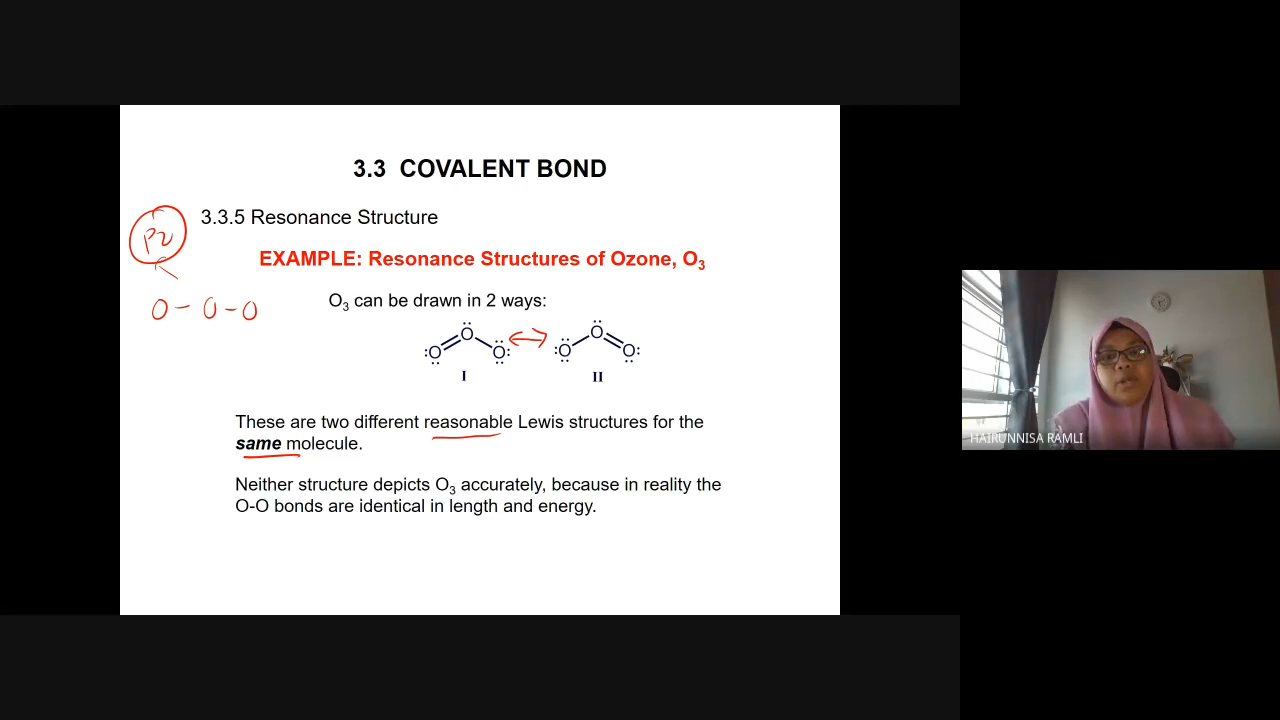 3.3 COVALENT BOND
3.3.5 Resonance Structure
EXAMPLE: Resonance Structures of Ozone, O3
O3 can be drawn in 2 ways:
O - O - O
O O O O O O
I II
These are two different reasonable Lewis structures for the
same molecule.
Neither structure depicts O3 accurately, because in reality the
O-O bonds are identical in length and energy.
HAIRUNNISA RAMLI